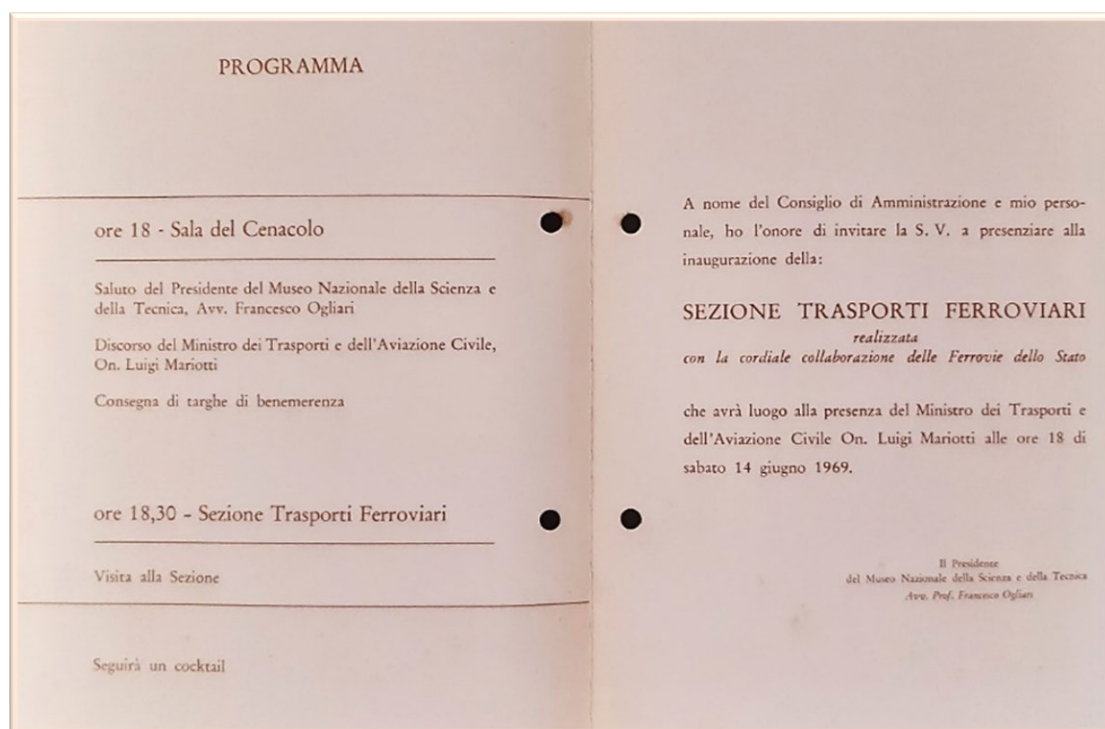 PROGRAMMA
ore 18 - Sala del Cenacolo
Saluto del Presidente del Museo Nazionale della Scienza e
della Tecnica, Avv. Francesco Ogliari
Discorso del Ministro dei Trasporti e dell'Aviazione Civile,
On. Luigi Mariotti
Consegna di targhe di benemerenza
ore 18,30 - Sezione Trasporti Ferroviari
Visita alla Sezione
Seguirà un cocktail
A nome del Consiglio di Amministrazione e mio perso-
nale, ho l'onore di invitare la S. V. a presenziare alla
inaugurazione della:
SEZIONE TRASPORTI FERROVIARI
realizzata
con la cordiale collaborazione delle Ferrovie dello Stato
che avrà luogo alla presenza del Ministro dei Trasporti e
dell'Aviazione Civile On. Luigi Mariotti alle ore 18 di
sabato 14 giugno 1969.
Il Presidente
del Museo Nazionale della Scienza e della Tecnica
Avv. Prof. Francesco Ogliari